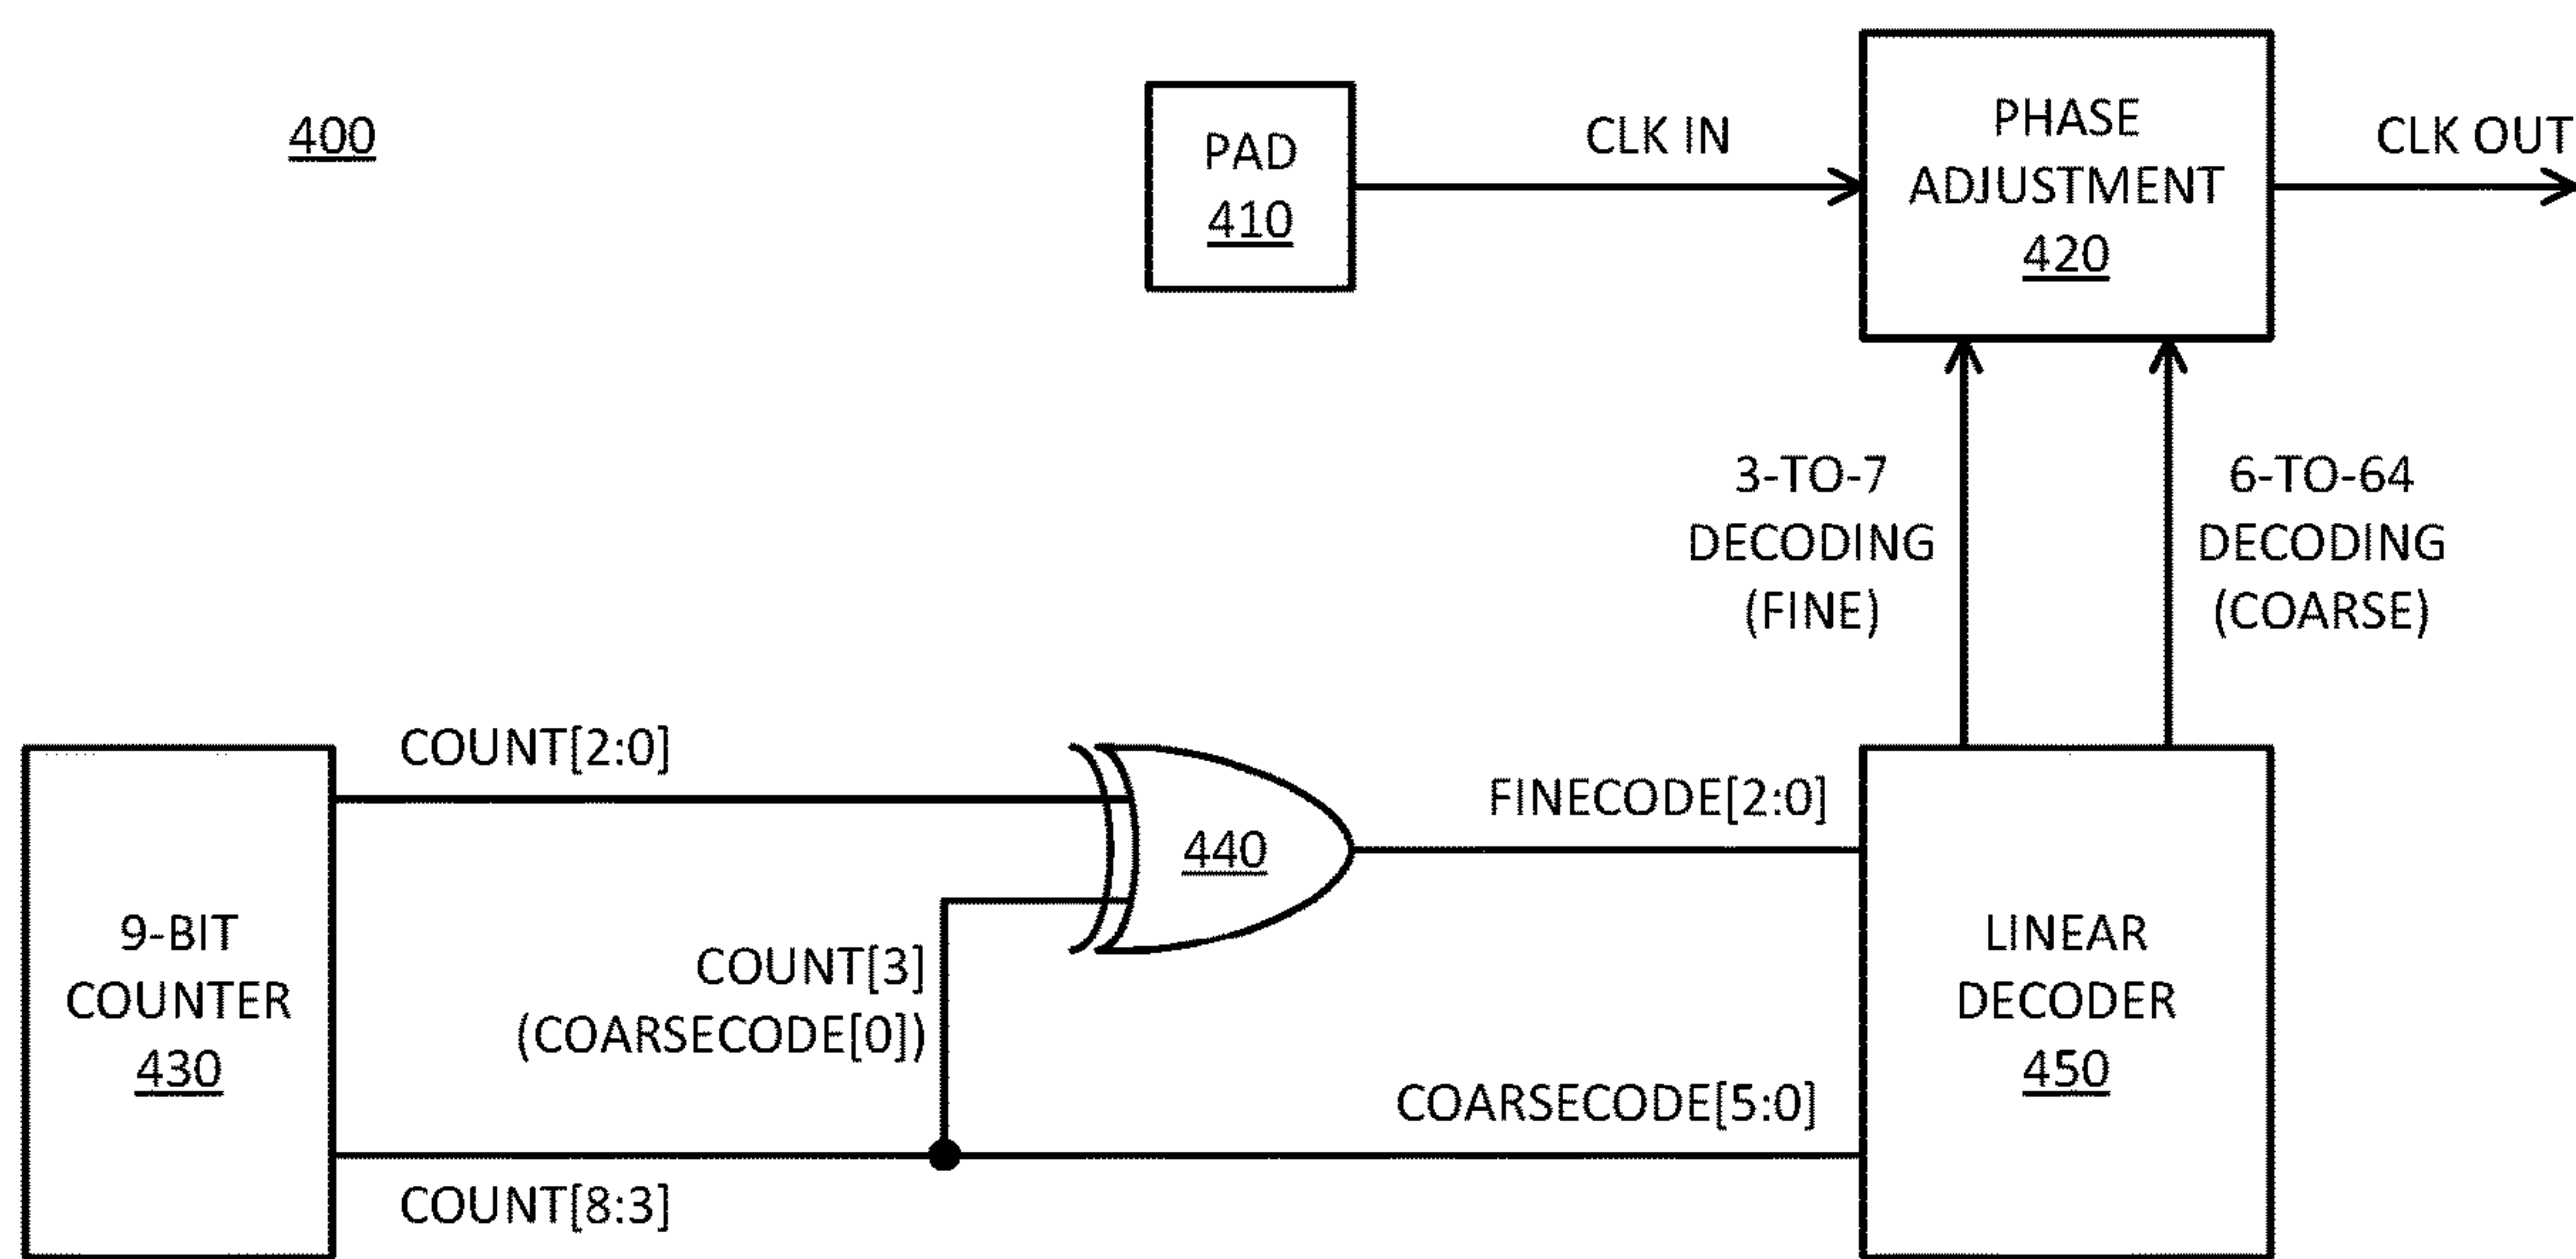 400
PAD
410
CLK IN
PHASE
ADJUSTMENT
420
CLK OUT
3-TO-7
DECODING
(FINE)
6-TO-64
DECODING
(COARSE)
COUNT[2:0]
440
FINECODE[2:0]
9-BIT
COUNTER
430
COUNT[3]
(COARSECODE[0])
COARSECODE[5:0]
LINEAR
DECODER
450
COUNT[8:3]